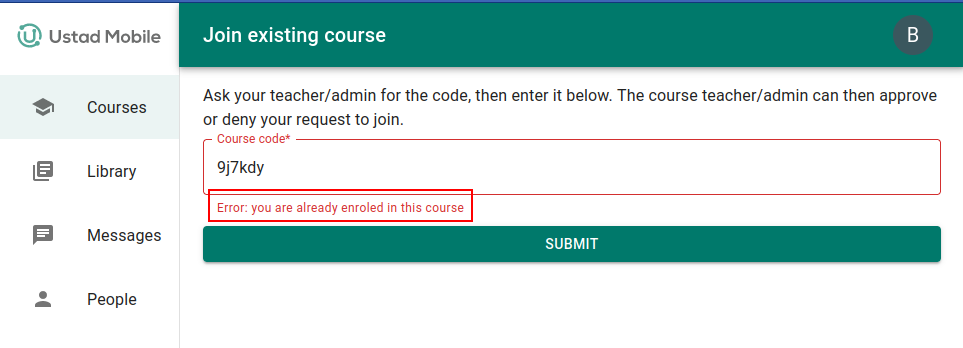 Ustad Mobile
Join existing course
B
Courses
Library
Messages
People
Ask your teacher/admin for the code, then enter it below. The course teacher/admin can then approve
or deny your request to join.
Course code*
9j7kdy
Error: you are already enroled in this course
SUBMIT